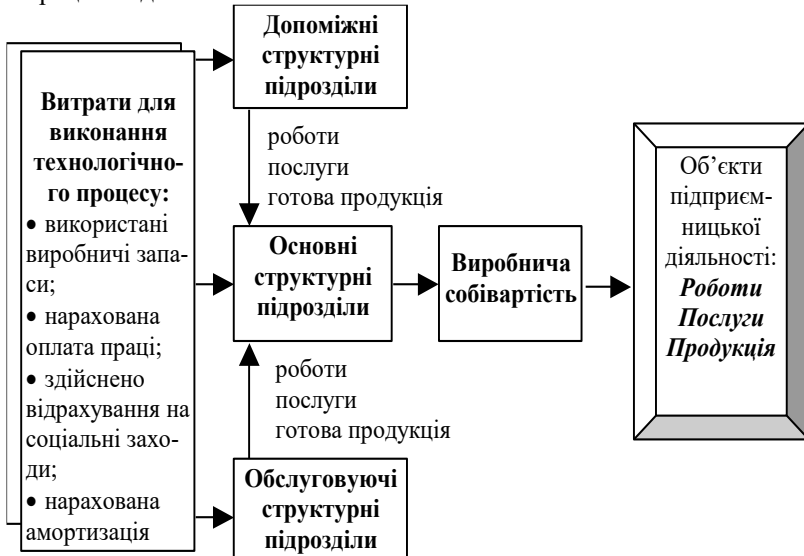 Допоміжні
структурні
підрозділи
Витрати для
виконання
технологічно-
го процесу:
• використані
виробничі запа-
си;
• нарахована
оплата праці;
• здійснено
відрахування на
соціальні захо-
ди;
• нарахована
амортизація
роботи
послуги
готова продукція
Основні
структурні
підрозділи
Виробнича
собівартість
Об’єкти
підприєм-
ницької
діяльності:
Роботи
Послуги
Продукція
роботи
послуги
готова продукція
Обслуговуючі
структурні
підрозділи